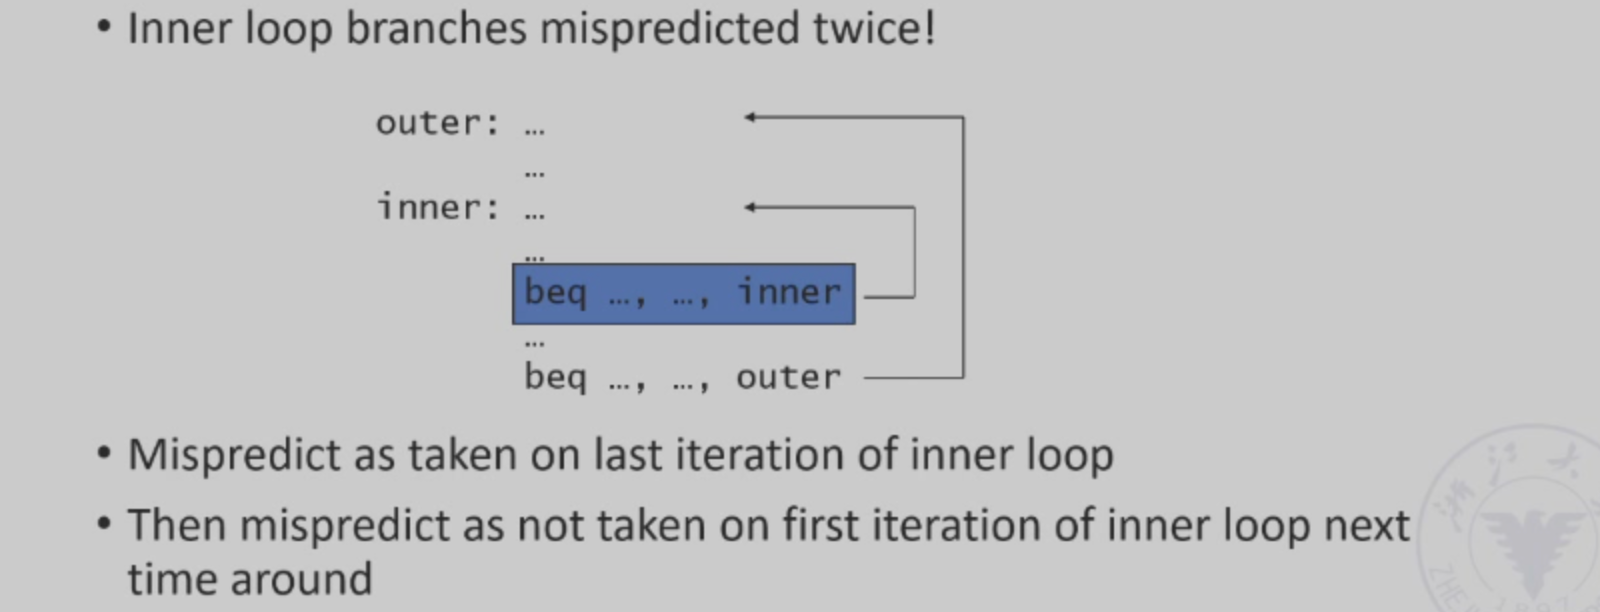 • Inner loop branches mispredicted twice!
outer: …
…
inner: …
…
beq …, …, inner
…
beq …, …, outer
• Mispredict as taken on last iteration of inner loop
• Then mispredict as not taken on first iteration of inner loop next
time around